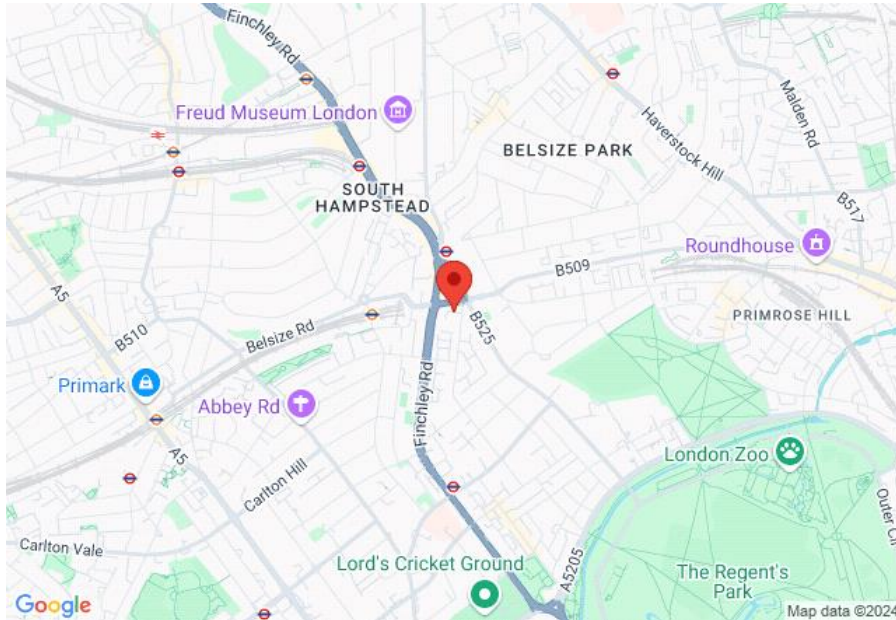 Finchley Rd
Freud Museum London
BELSIZE PARK
Haverstock Hill
Malden Rd
SOUTH
HAMPSTEAD
B517
Roundhouse
B509
A5
B525
PRIMROSE HILL
B510
Belsize Rd
Primark
Abbey Rd
Finchley Rd
A5
London Zoo
Carlton Hill
Outer Cir
Carlton Vale
Lord's Cricket Ground
A5205
The Regent's
Park
Google
Map data ©2024